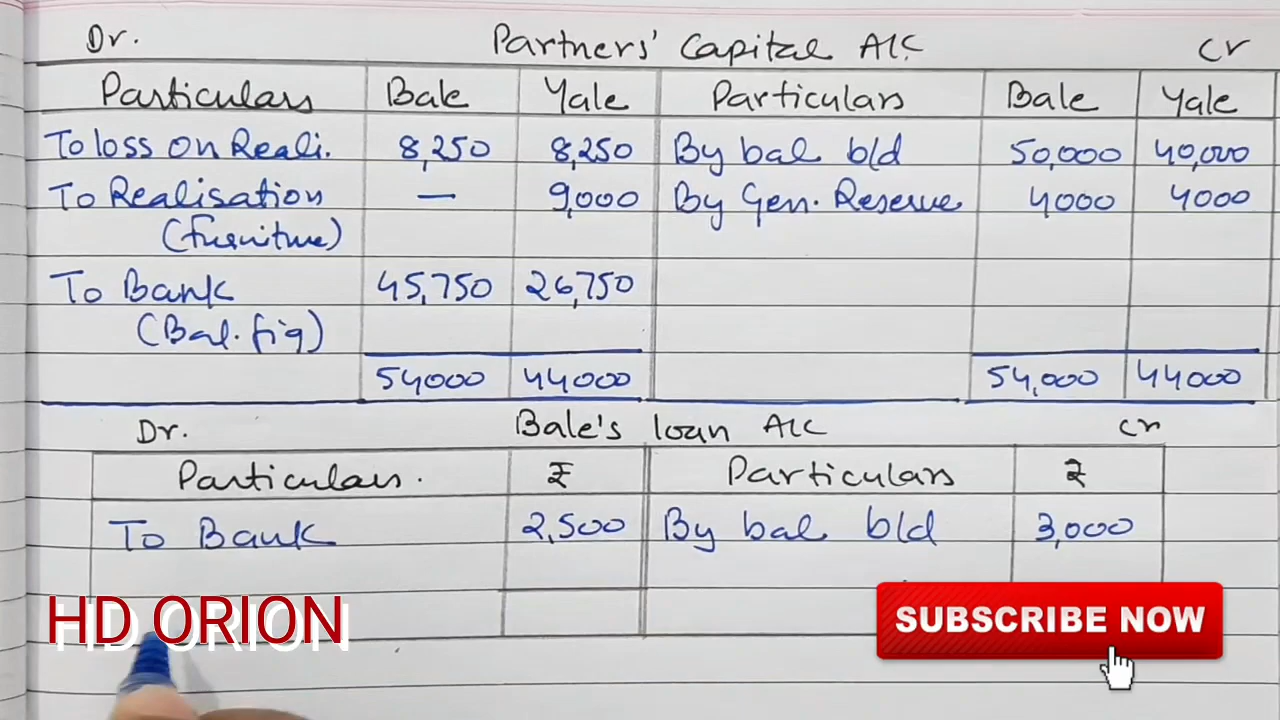 Dr. Partners' Capital A/C. Cr
Particulars Bale Yale Particulars Bale Yale
To loss on Reali. 8,250 8,250 By bal b/d 50,000 40,000
To Realisation — 9,000 By Gen. Reserve 4000 4000
(Furniture)
To Bank 45,750 26,750
(Bal. fig)
54000 44000 54,000 44000
Dr. Bale's loan A/C Cr
Particulars. ₹ Particulars ₹
To Bank 2,500 By bal b/d 3,000
HD ORION
SUBSCRIBE NOW